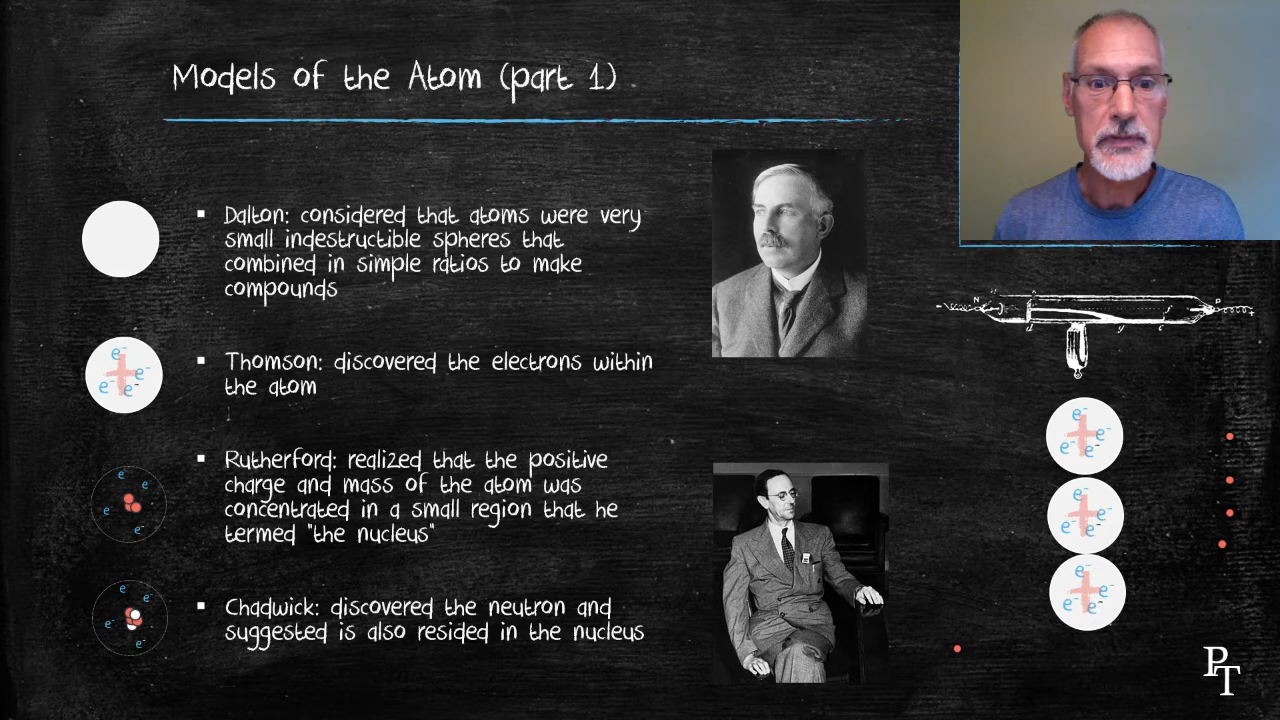 Models of the Atom (part 1)
Dalton: considered that atoms were very
small indestructible spheres that
combined in simple ratios to make
compounds
e⁻
e⁻ e⁻
e⁻
Thomson: discovered the electrons within
the atom
e⁻
e⁻
e⁻
e⁻
Rutherford: realized that the positive
charge and mass of the atom was
concentrated in a small region that he
termed "the nucleus"
e⁻
e⁻
e⁻
e⁻
Chadwick: discovered the neutron and
suggested is also resided in the nucleus
N P
e⁻
e⁻ e⁻
e⁻
e⁻
e⁻ e⁻
e⁻
e⁻
e⁻ e⁻
e⁻
PT